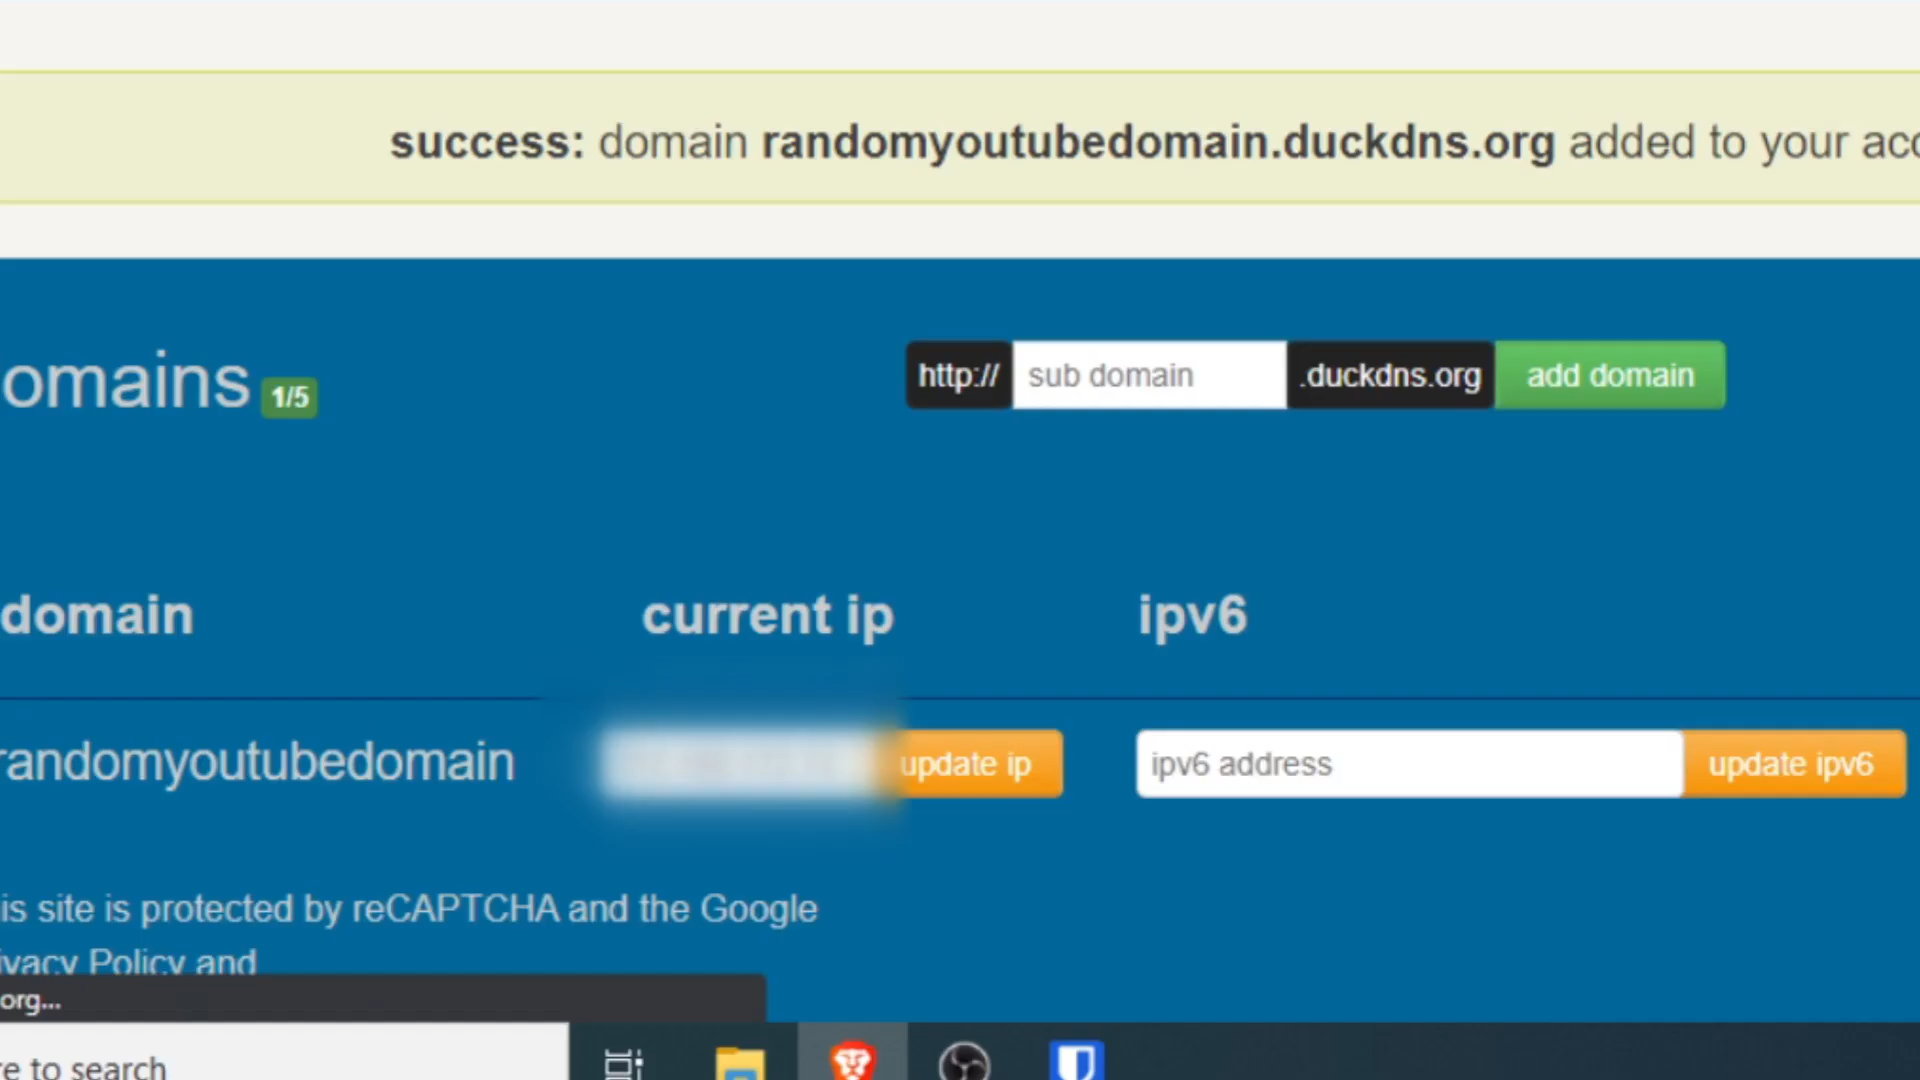 success: domain randomyoutubedomain.duckdns.org added to your acc
omains 1/5
http:// sub domain .duckdns.org add domain
domain current ip ipv6
randomyoutubedomain update ip ipv6 address update ipv6
is site is protected by reCAPTCHA and the Google
ivacy Policy and
org...
re to search